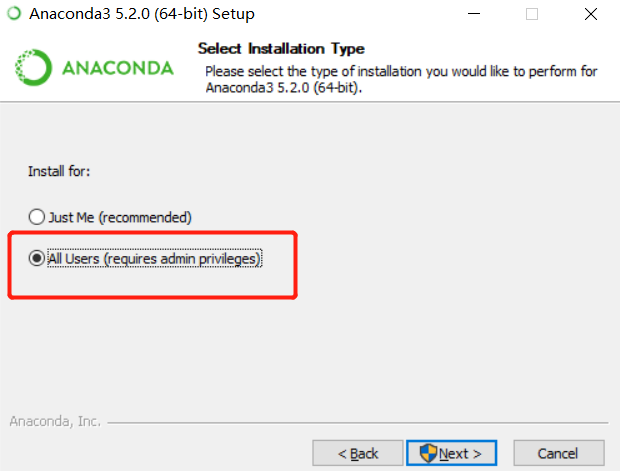 Anaconda3 5.2.0 (64-bit) Setup
ANACONDA
Select Installation Type
Please select the type of installation you would like to perform for
Anaconda3 5.2.0 (64-bit).
Install for:
Just Me (recommended)
All Users (requires admin privileges)
Anaconda, Inc.
< Back
Next >
Cancel